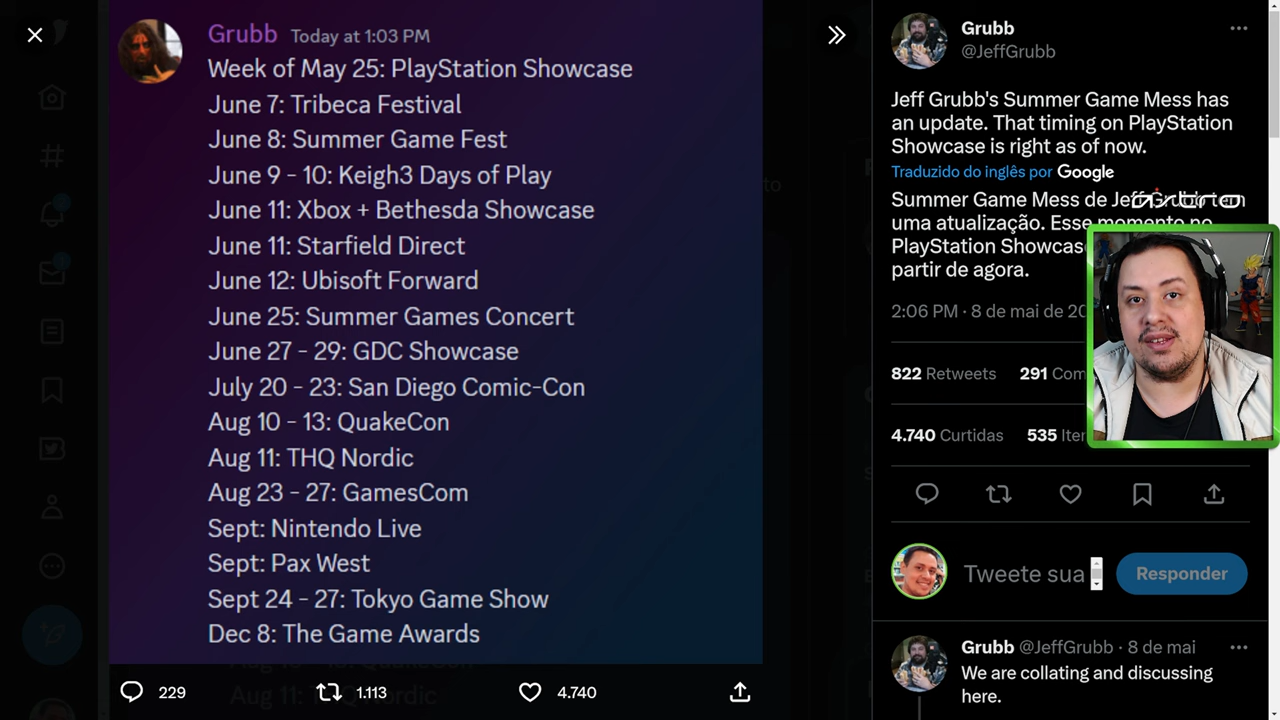 Grubb Today at 1:03 PM
Week of May 25: PlayStation Showcase
June 7: Tribeca Festival
June 8: Summer Game Fest
June 9 - 10: Keigh3 Days of Play
June 11: Xbox + Bethesda Showcase
June 11: Starfield Direct
June 12: Ubisoft Forward
June 25: Summer Games Concert
June 27 - 29: GDC Showcase
July 20 - 23: San Diego Comic-Con
Aug 10 - 13: QuakeCon
Aug 11: THQ Nordic
Aug 23 - 27: GamesCom
Sept: Nintendo Live
Sept: Pax West
Sept 24 - 27: Tokyo Game Show
Dec 8: The Game Awards
229 1.113 4.740
Grubb
@JeffGrubb
Jeff Grubb's Summer Game Mess has
an update. That timing on PlayStation
Showcase is right as of now.
Traduzido do inglês por Google
Summer Game Mess de Jeff Grubb tem
uma atualização. Esse momento no
PlayStation Showcase
partir de agora.
2:06 PM · 8 de mai de
822 Retweets 291
4.740 Curtidas 535
Tweete sua
Responder
Grubb @JeffGrubb · 8 de mai
We are collating and discussing
here.